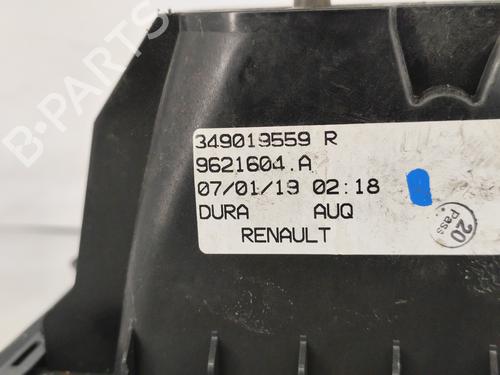 B-PARTS
349019559 R
9621604.A
07/01/19 02:18
DURA AUQ
RENAULT
20
Pass